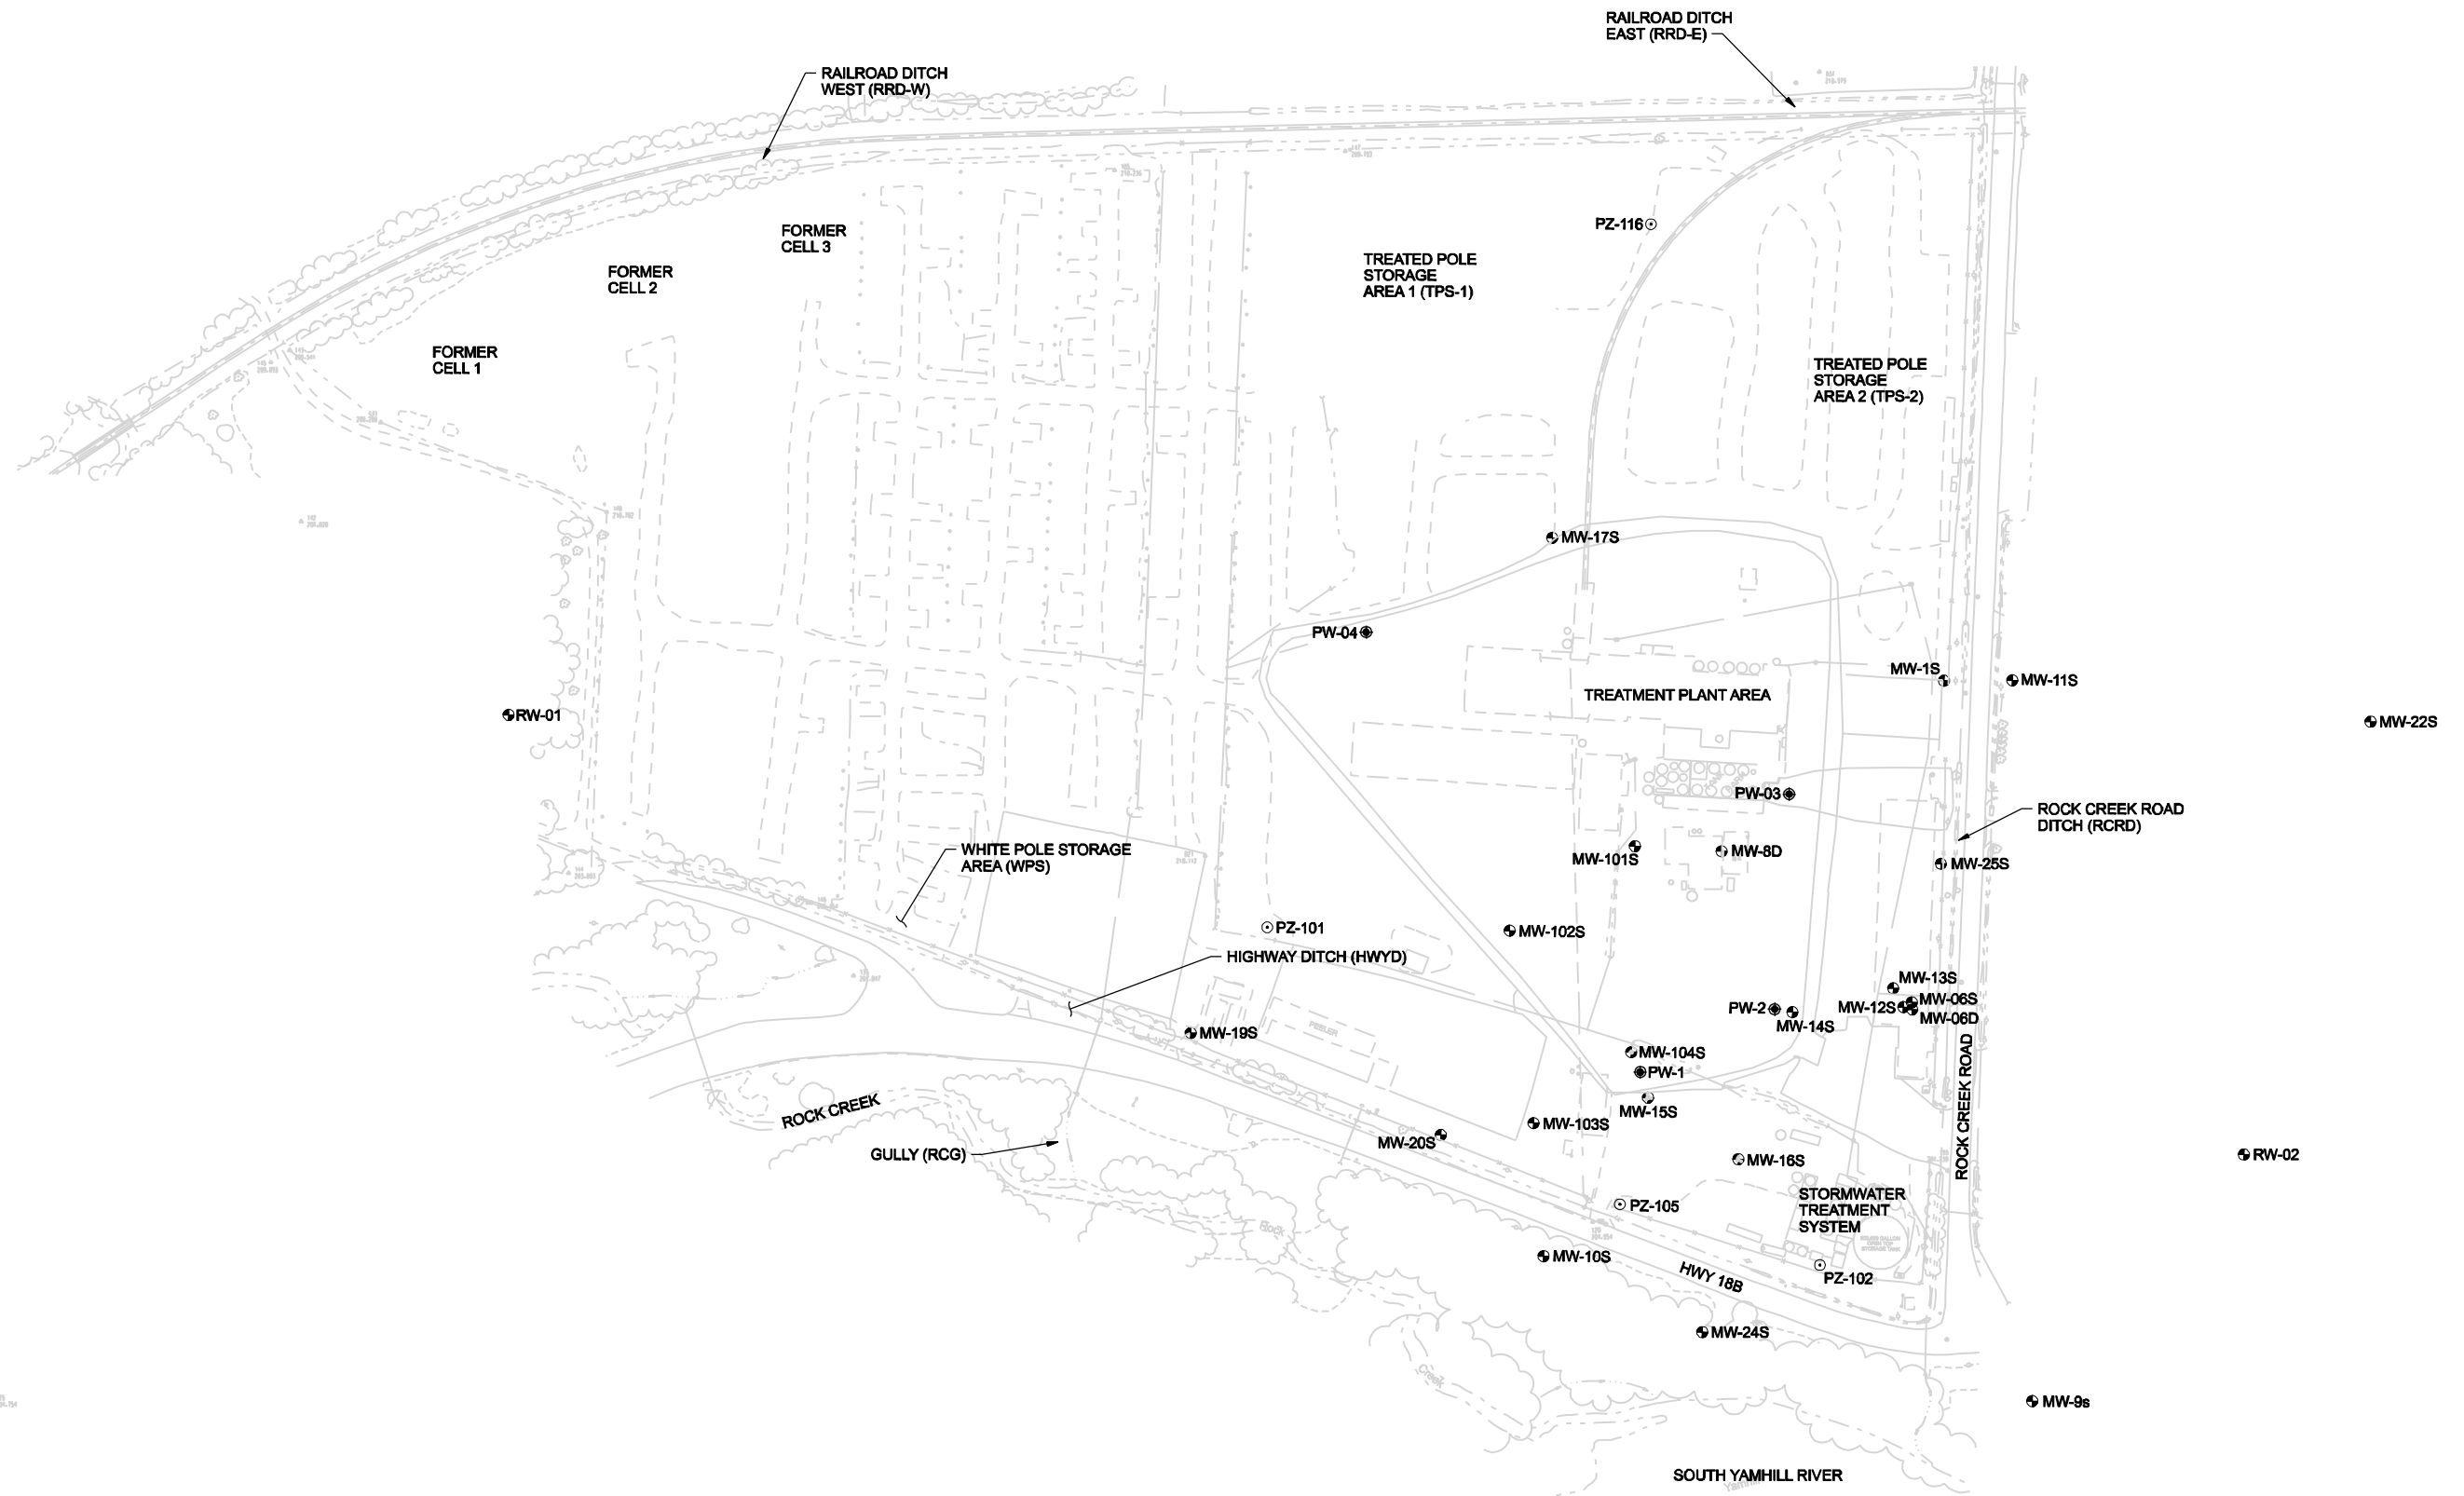 RAILROAD DITCH
EAST (RRD-E)
RAILROAD DITCH
WEST (RRD-W)
PZ-116
FORMER
CELL 3
FORMER
CELL 2
TREATED POLE
STORAGE
AREA 1 (TPS-1)
FORMER
CELL 1
TREATED POLE
STORAGE
AREA 2 (TPS-2)
MW-17S
PW-04
MW-1S
MW-11S
TREATMENT PLANT AREA
RW-01
MW-22S
PW-03
ROCK CREEK ROAD
DITCH (RCRD)
WHITE POLE STORAGE
AREA (WPS)
MW-101S
MW-8D
MW-25S
PZ-101
MW-102S
HIGHWAY DITCH (HWYD)
MW-13S
MW-06S
MW-12S
MW-06D
PW-2
MW-14S
MW-19S
PEELER
MW-104S
PW-1
ROCK CREEK ROAD
ROCK CREEK
MW-15S
MW-103S
MW-20S
GULLY (RCG)
MW-16S
RW-02
STORMWATER
TREATMENT
SYSTEM
PZ-105
Rock
MW-10S
HWY 18B
PZ-102
MW-24S
Creek
MW-9s
SOUTH YAMHILL RIVER